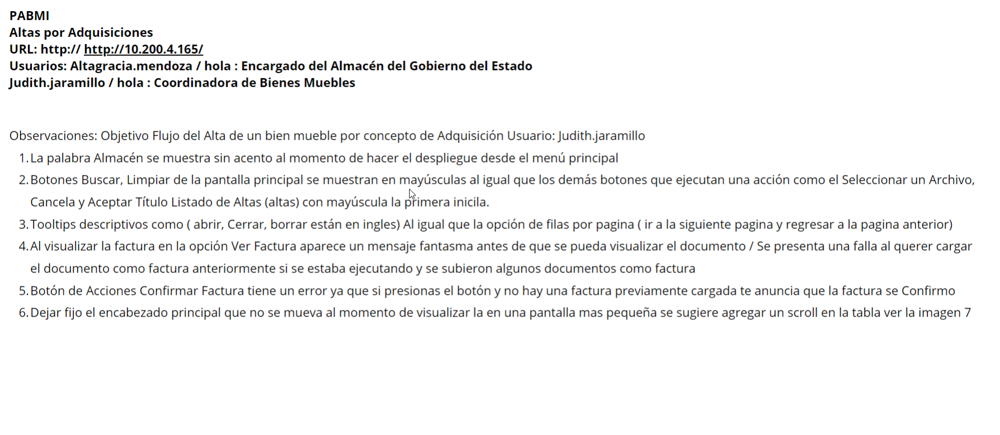 PABMI
Altas por Adquisiciones
URL: http:// http://10.200.4.165/
Usuarios: Altagracia.mendoza / hola : Encargado del Almacén del Gobierno del Estado
Judith.jaramillo / hola : Coordinadora de Bienes Muebles
Observaciones: Objetivo Flujo del Alta de un bien mueble por concepto de Adquisición Usuario: Judith.jaramillo
1. La palabra Almacén se muestra sin acento al momento de hacer el despliegue desde el menú principal
2. Botones Buscar, Limpiar de la pantalla principal se muestran en mayúsculas al igual que los demás botones que ejecutan una acción como el Seleccionar un Archivo,
Cancela y Aceptar Título Listado de Altas (altas) con mayúscula la primera inicila.
3. Tooltips descriptivos como ( abrir, Cerrar, borrar están en ingles) Al igual que la opción de filas por pagina ( ir a la siguiente pagina y regresar a la pagina anterior)
4. Al visualizar la factura en la opción Ver Factura aparece un mensaje fantasma antes de que se pueda visualizar el documento / Se presenta una falla al querer cargar
el documento como factura anteriormente si se estaba ejecutando y se subieron algunos documentos como factura
5. Botón de Acciones Confirmar Factura tiene un error ya que si presionas el botón y no hay una factura previamente cargada te anuncia que la factura se Confirmo
6. Dejar fijo el encabezado principal que no se mueva al momento de visualizar la en una pantalla mas pequeña se sugiere agregar un scroll en la tabla ver la imagen 7